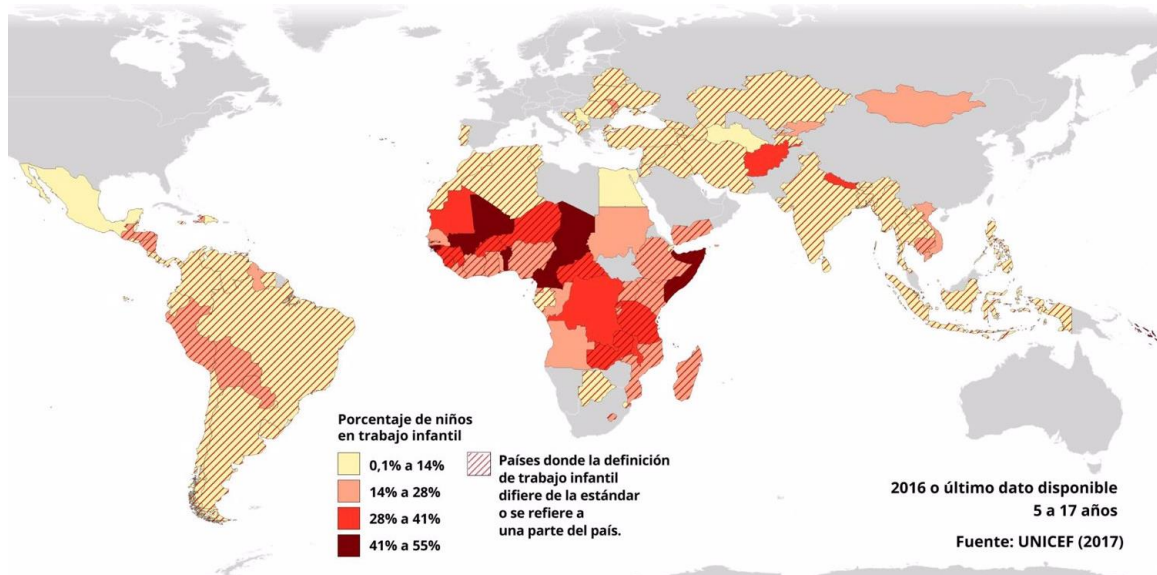 Porcentaje de niños
en trabajo infantil
0,1% a 14%
14% a 28%
28% a 41%
41% a 55%
Países donde la definición
de trabajo infantil
difiere de la estándar
o se refiere a
una parte del país.
2016 o último dato disponible
5 a 17 años
Fuente: UNICEF (2017)